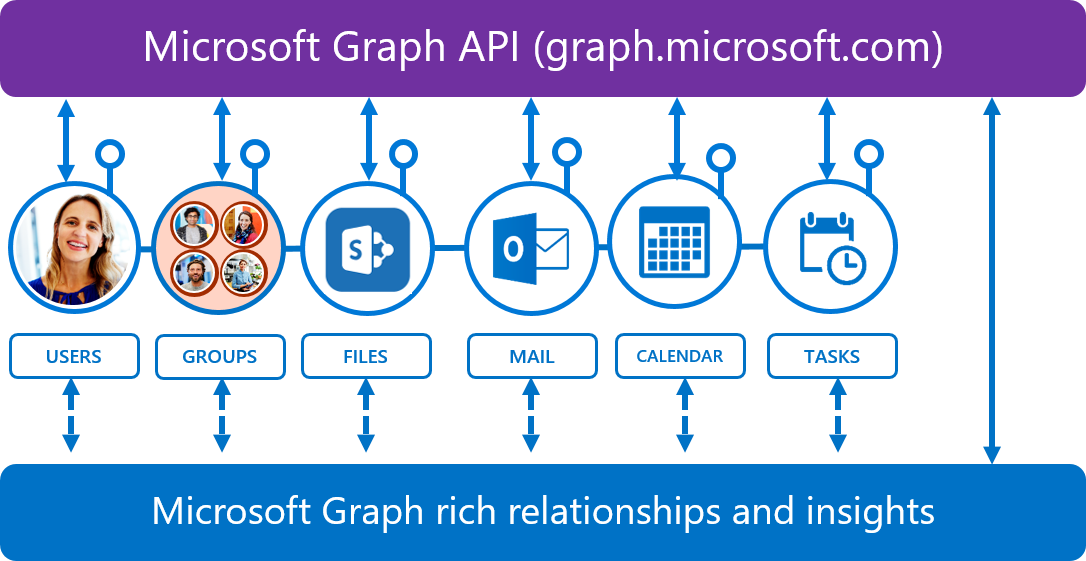 Microsoft Graph API (graph.microsoft.com)
S
O
USERS
GROUPS
FILES
MAIL
CALENDAR
TASKS
Microsoft Graph rich relationships and insights